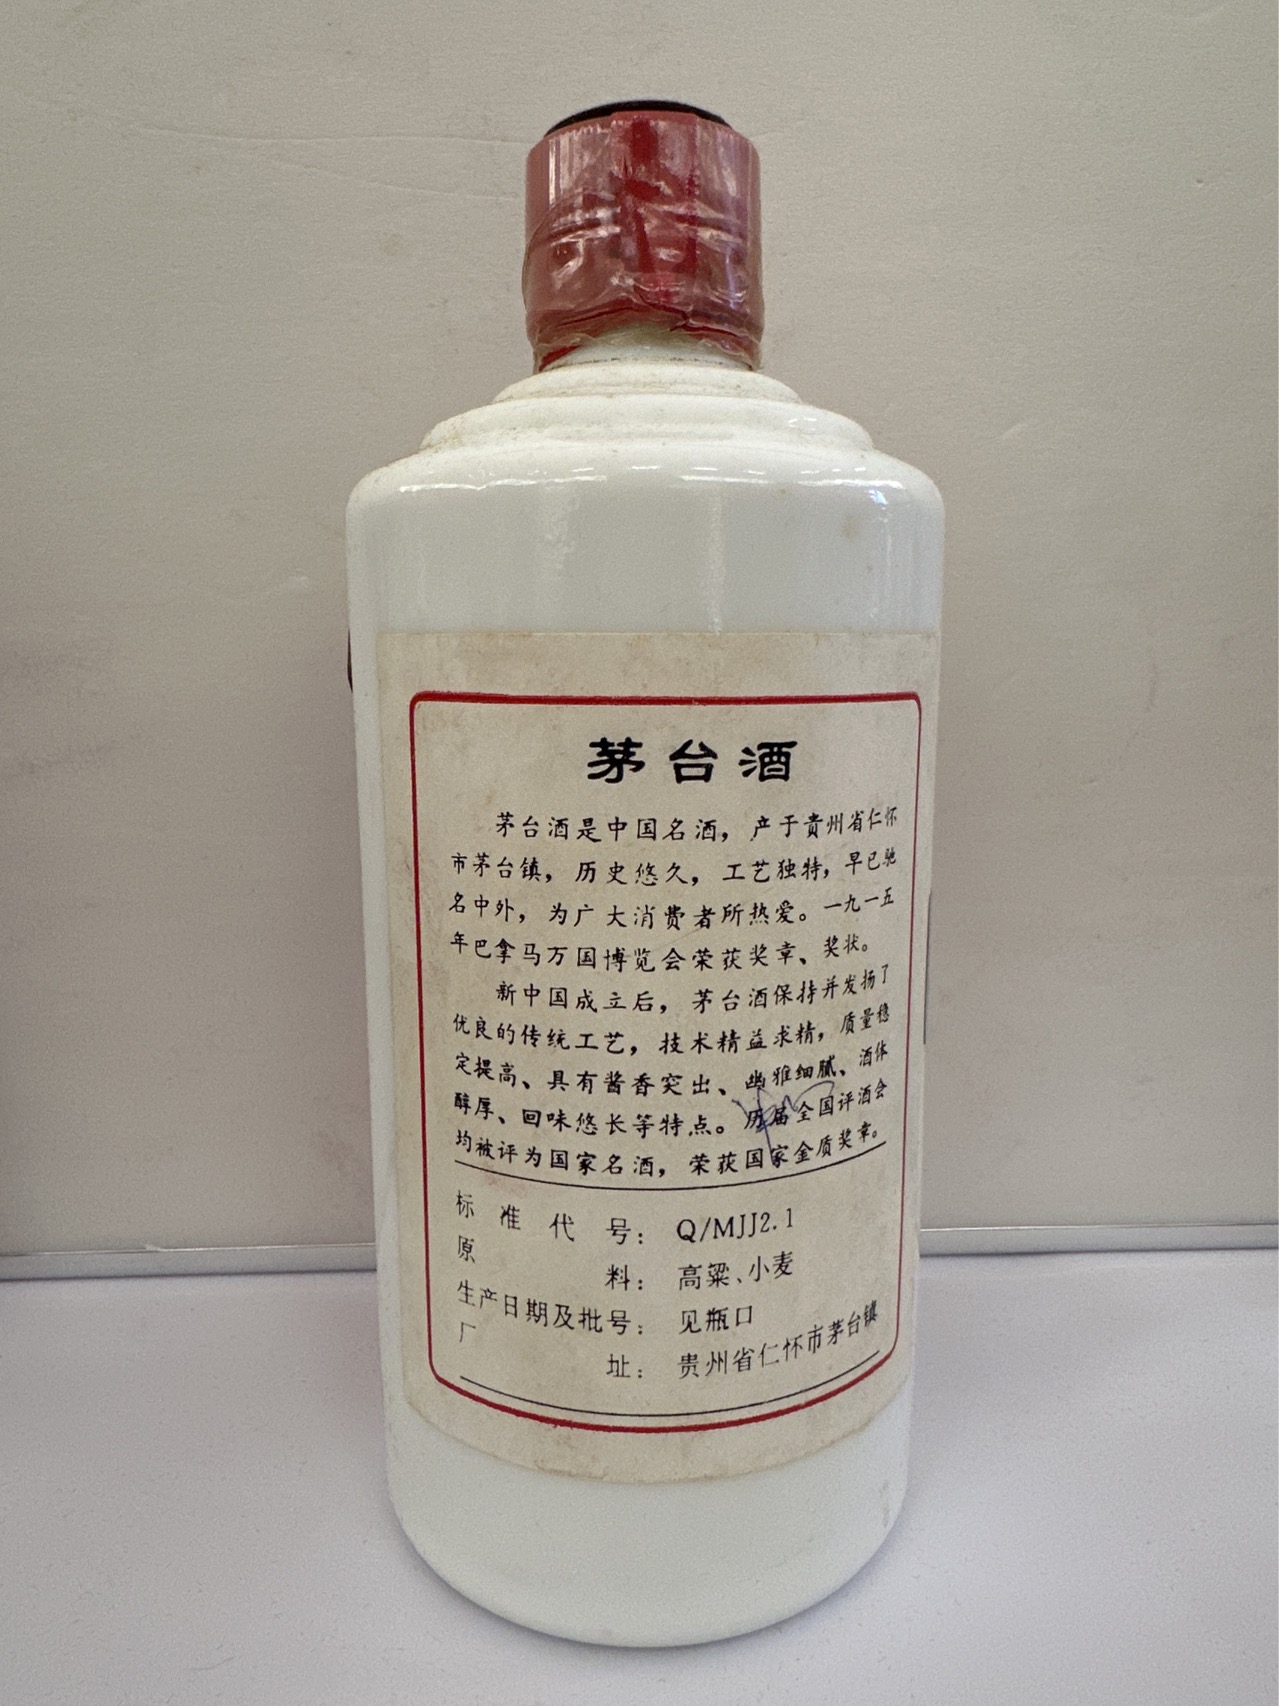 茅台酒
茅台酒是中国名酒，产于贵州省仁怀
市茅台镇，历史悠久，工艺独特，早已驰
名中外，为广大消费者所热爱。一九一五
年巴拿马万国博览会荣获奖章、奖状。
新中国成立后，茅台酒保持并发扬了
优良的传统工艺，技术精益求精，质量稳
定提高、具有酱香突出、幽雅细腻、酒体
醇厚、回味悠长等特点。历届全国评酒会
均被评为国家名酒，荣获国家金质奖章。
标准代号：Q/MJJ2.1
原料：高粱、小麦
生产日期及批号：见瓶口
厂址：贵州省仁怀市茅台镇